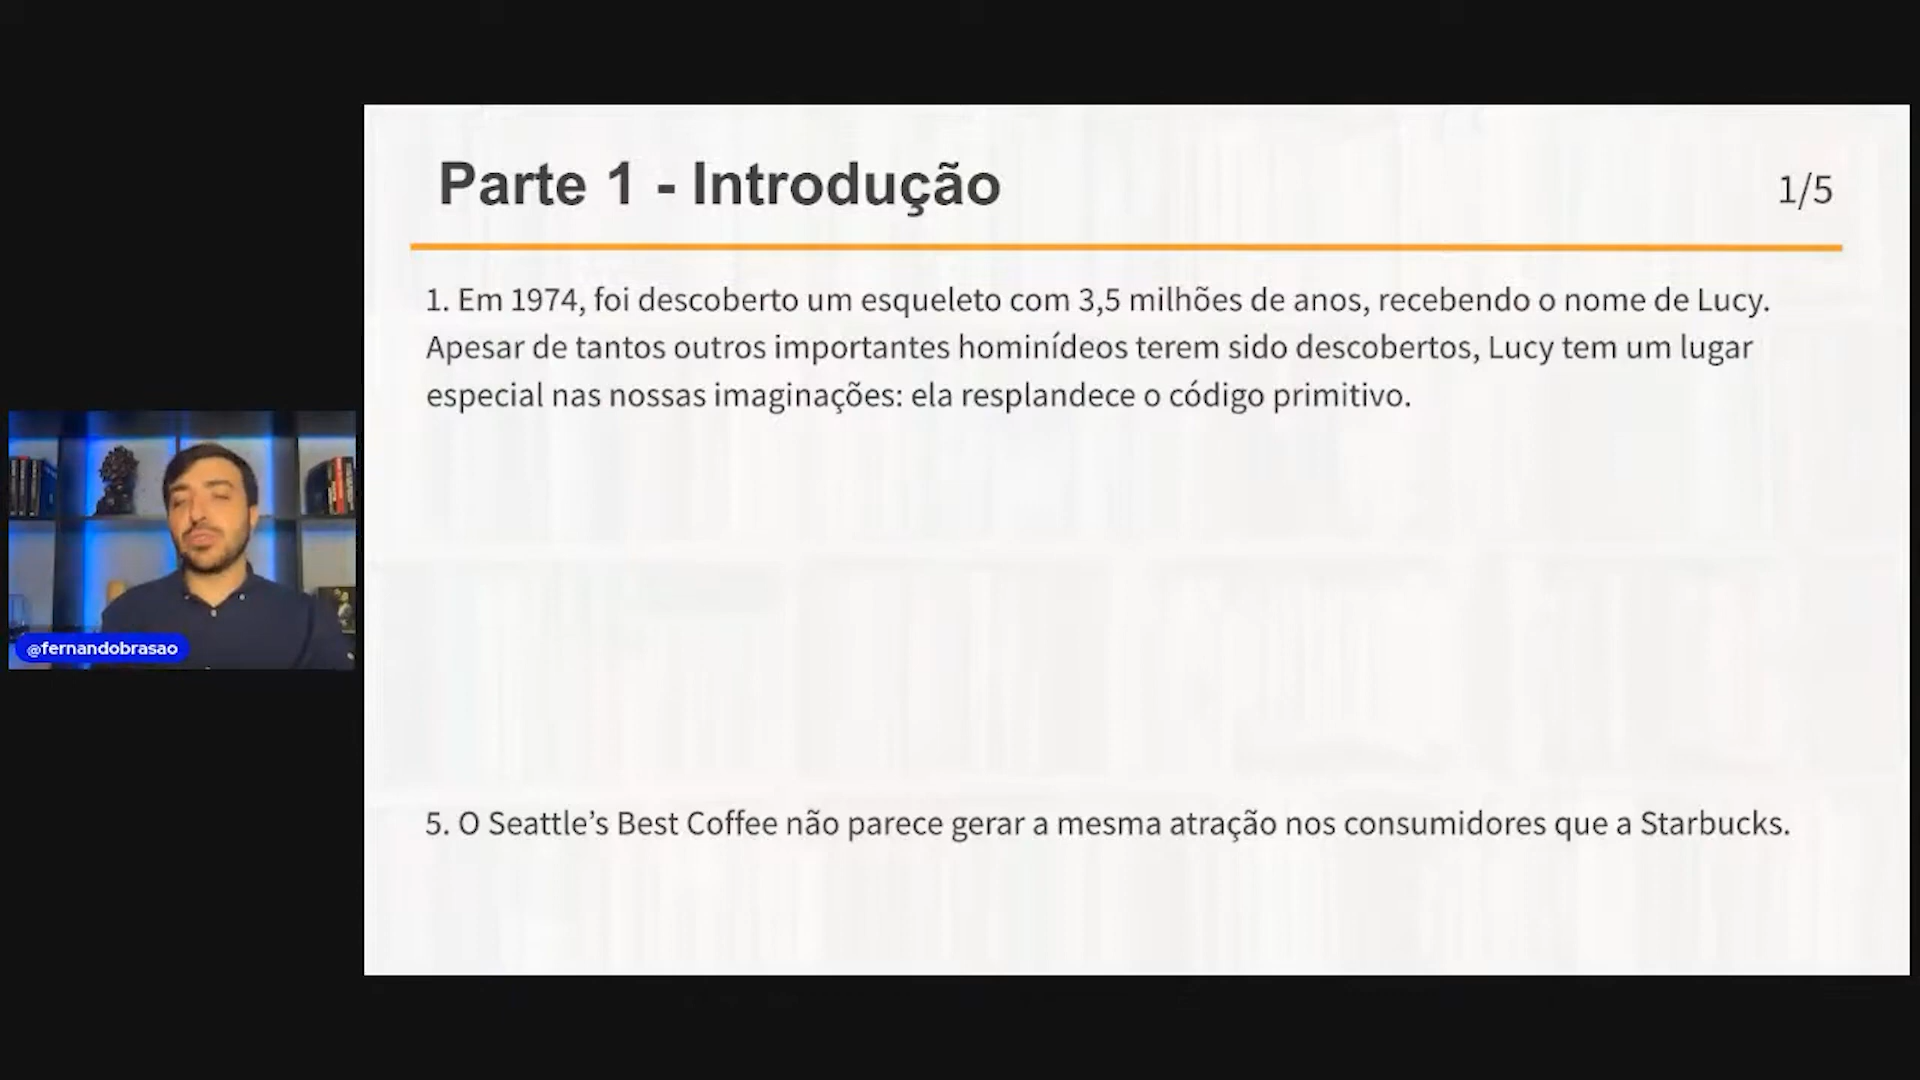 Parte 1 - Introdução
1/5
1. Em 1974, foi descoberto um esqueleto com 3,5 milhões de anos, recebendo o nome de Lucy.
Apesar de tantos outros importantes hominídeos terem sido descobertos, Lucy tem um lugar
especial nas nossas imaginações: ela resplandece o código primitivo.
@fernandobrasao
5. O Seattle’s Best Coffee não parece gerar a mesma atração nos consumidores que a Starbucks.